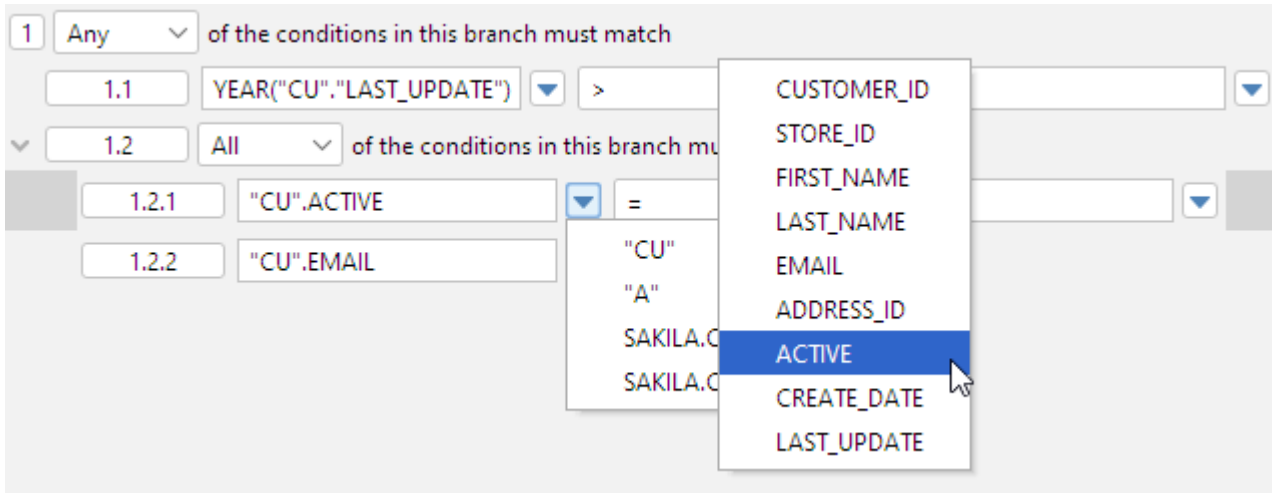 1 Any of the conditions in this branch must match
1.1 YEAR("CU"."LAST_UPDATE") >
1.2 All of the conditions in this branch
1.2.1 "CU".ACTIVE =
1.2.2 "CU".EMAIL
"CU"
"A"
SAKILA.C
SAKILA.C
CUSTOMER_ID
STORE_ID
FIRST_NAME
LAST_NAME
EMAIL
ADDRESS_ID
ACTIVE
CREATE_DATE
LAST_UPDATE